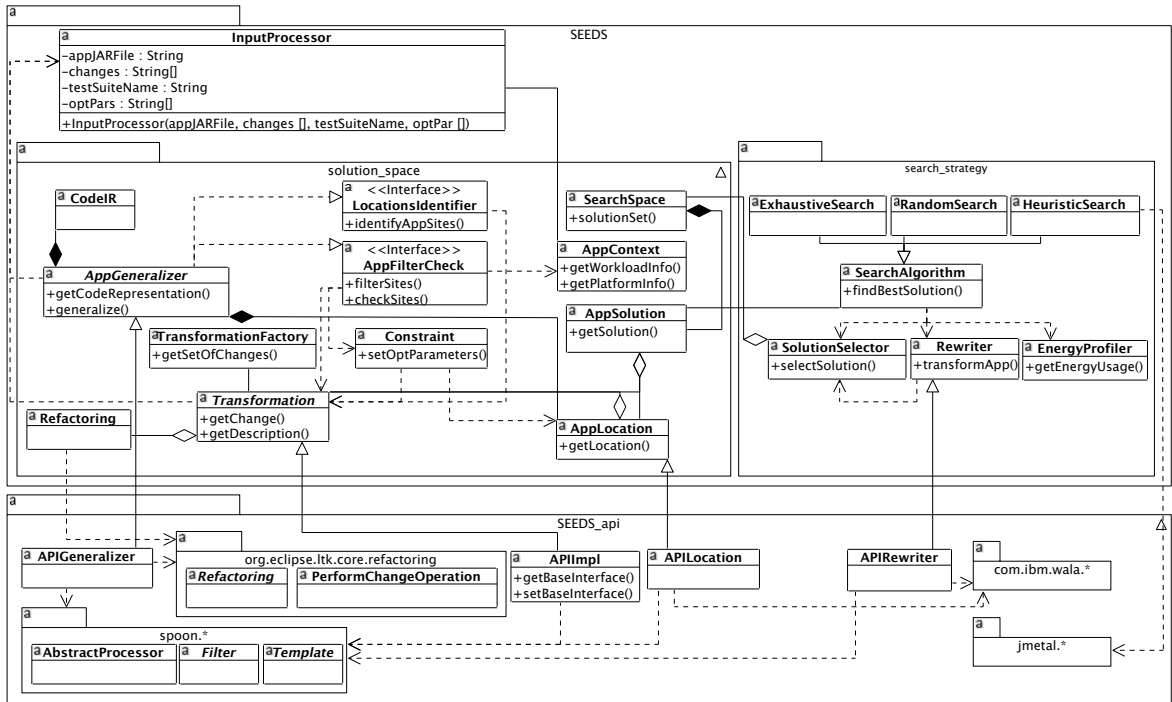 a
SEEDS
a
InputProcessor
-appJARFile : String
-changes : String[]
-testSuiteName : String
-optPars : String[]
+InputProcessor(appJARFile, changes [], testSuiteName, optPar [])
a
solution_space
a CodeIR
a <<Interface>>
LocationsIdentifier
+identifyAppSites()
a SearchSpace
+solutionSet()
a <<Interface>>
AppFilterCheck
+filterSites()
+checkSites()
a AppContext
+getWorkloadInfo()
+getPlatformInfo()
a AppGeneralizer
+getCodeRepresentation()
+generalize()
a AppSolution
+getSolution()
a TransformationFactory
+getSetOfChanges()
a Constraint
+setOptParameters()
a Transformation
+getChange()
+getDescription()
a Refactoring
a AppLocation
+getLocation()
a
search_strategy
a ExhaustiveSearch
a RandomSearch
a HeuristicSearch
a SearchAlgorithm
+findBestSolution()
a SolutionSelector
+selectSolution()
a Rewriter
+transformApp()
a EnergyProfiler
+getEnergyUsage()
a
SEEDS_api
a APIGeneralizer
a
org.eclipse.ltk.core.refactoring
a Refactoring
a PerformChangeOperation
a APIImpl
+getBaseInterface()
+setBaseInterface()
a APILocation
a APIRewriter
a
com.ibm.wala.*
a
spoon.*
a AbstractProcessor
a Filter
a Template
a
jmetal.*